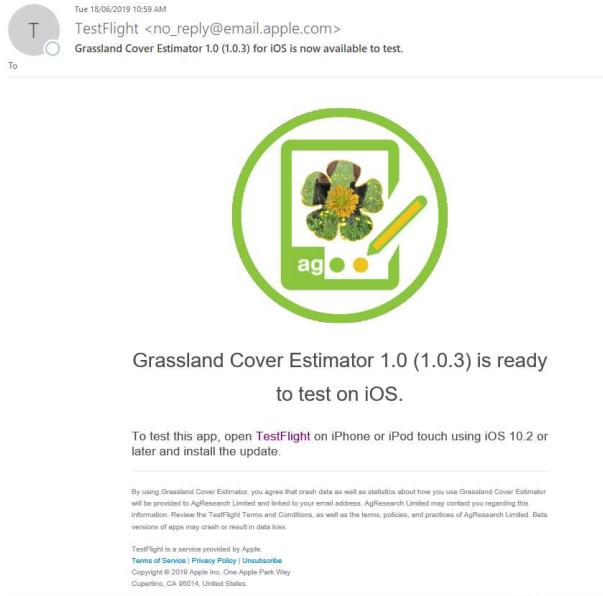 Tue 18/06/2019 10:59 AM
T
TestFlight <no_reply@email.apple.com>
Grassland Cover Estimator 1.0 (1.0.3) for iOS is now available to test.
To
ag
Grassland Cover Estimator 1.0 (1.0.3) is ready
to test on iOS.
To test this app, open TestFlight on iPhone or iPod touch using iOS 10.2 or
later and install the update.
By using Grassland Cover Estimator, you agree that crash data as well as statistics about how you use Grassland Cover Estimator
will be provided to AgResearch Limited and linked to your email address. AgResearch Limited may contact you regarding this
information. Review the TestFlight Terms and Conditions, as well as the terms, policies, and practices of AgResearch Limited. Beta
versions of apps may crash or result in data loss.
TestFlight is a service provided by Apple.
Terms of Service | Privacy Policy | Unsubscribe
Copyright © 2019 Apple Inc. One Apple Park Way
Cupertino, CA 95014, United States.